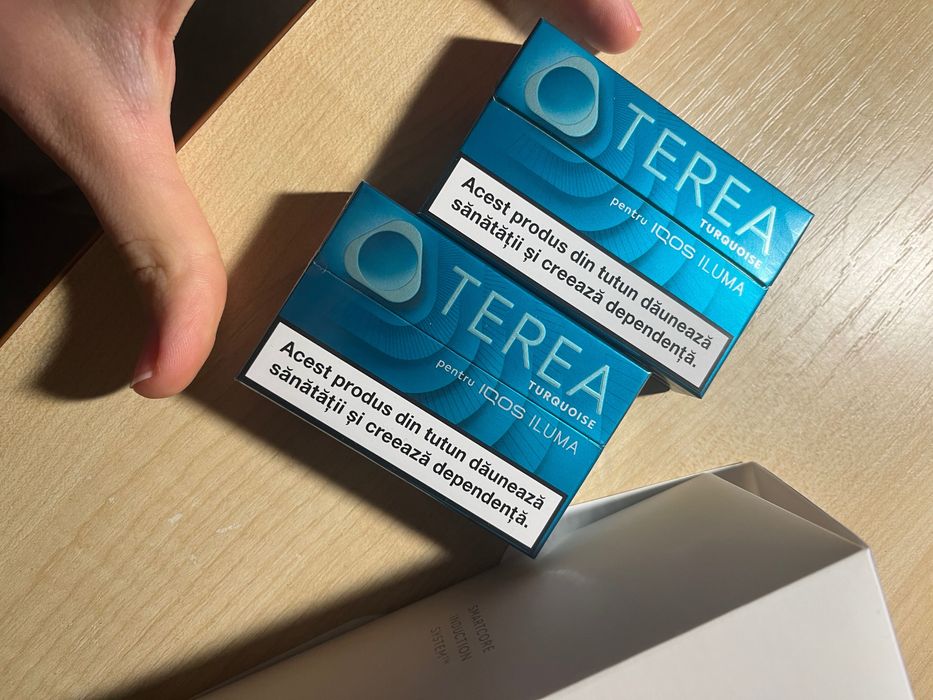 TEREA
TURQUOISE
pentru IQOS ILUMA
Acest produs din tutun dăunează
sănătății și creează dependență.
TEREA
TURQUOISE
pentru IQOS ILUMA
Acest produs din tutun dăunează
sănătății și creează dependență.
SMARTCORE
INDUCTION
SYSTEM™